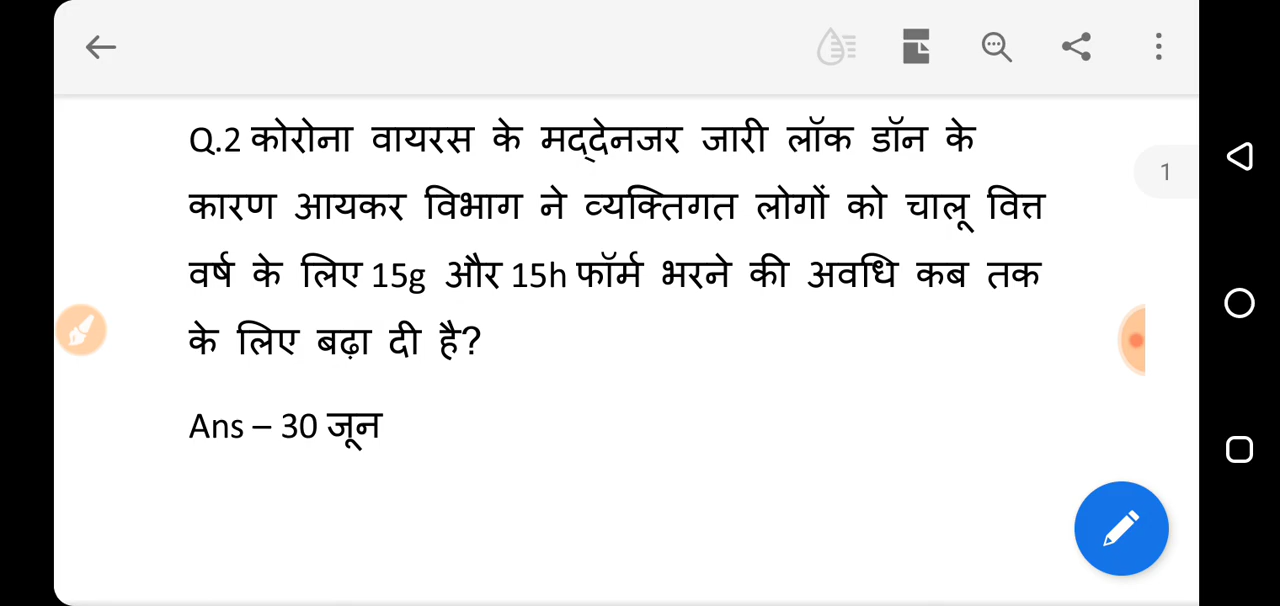 1
Q.2 कोरोना वायरस के मद्देनजर जारी लॉक डॉन के
कारण आयकर विभाग ने व्यक्तिगत लोगों को चालू वित्त
वर्ष के लिए 15g और 15h फॉर्म भरने की अवधि कब तक
के लिए बढ़ा दी है?
Ans – 30 जून